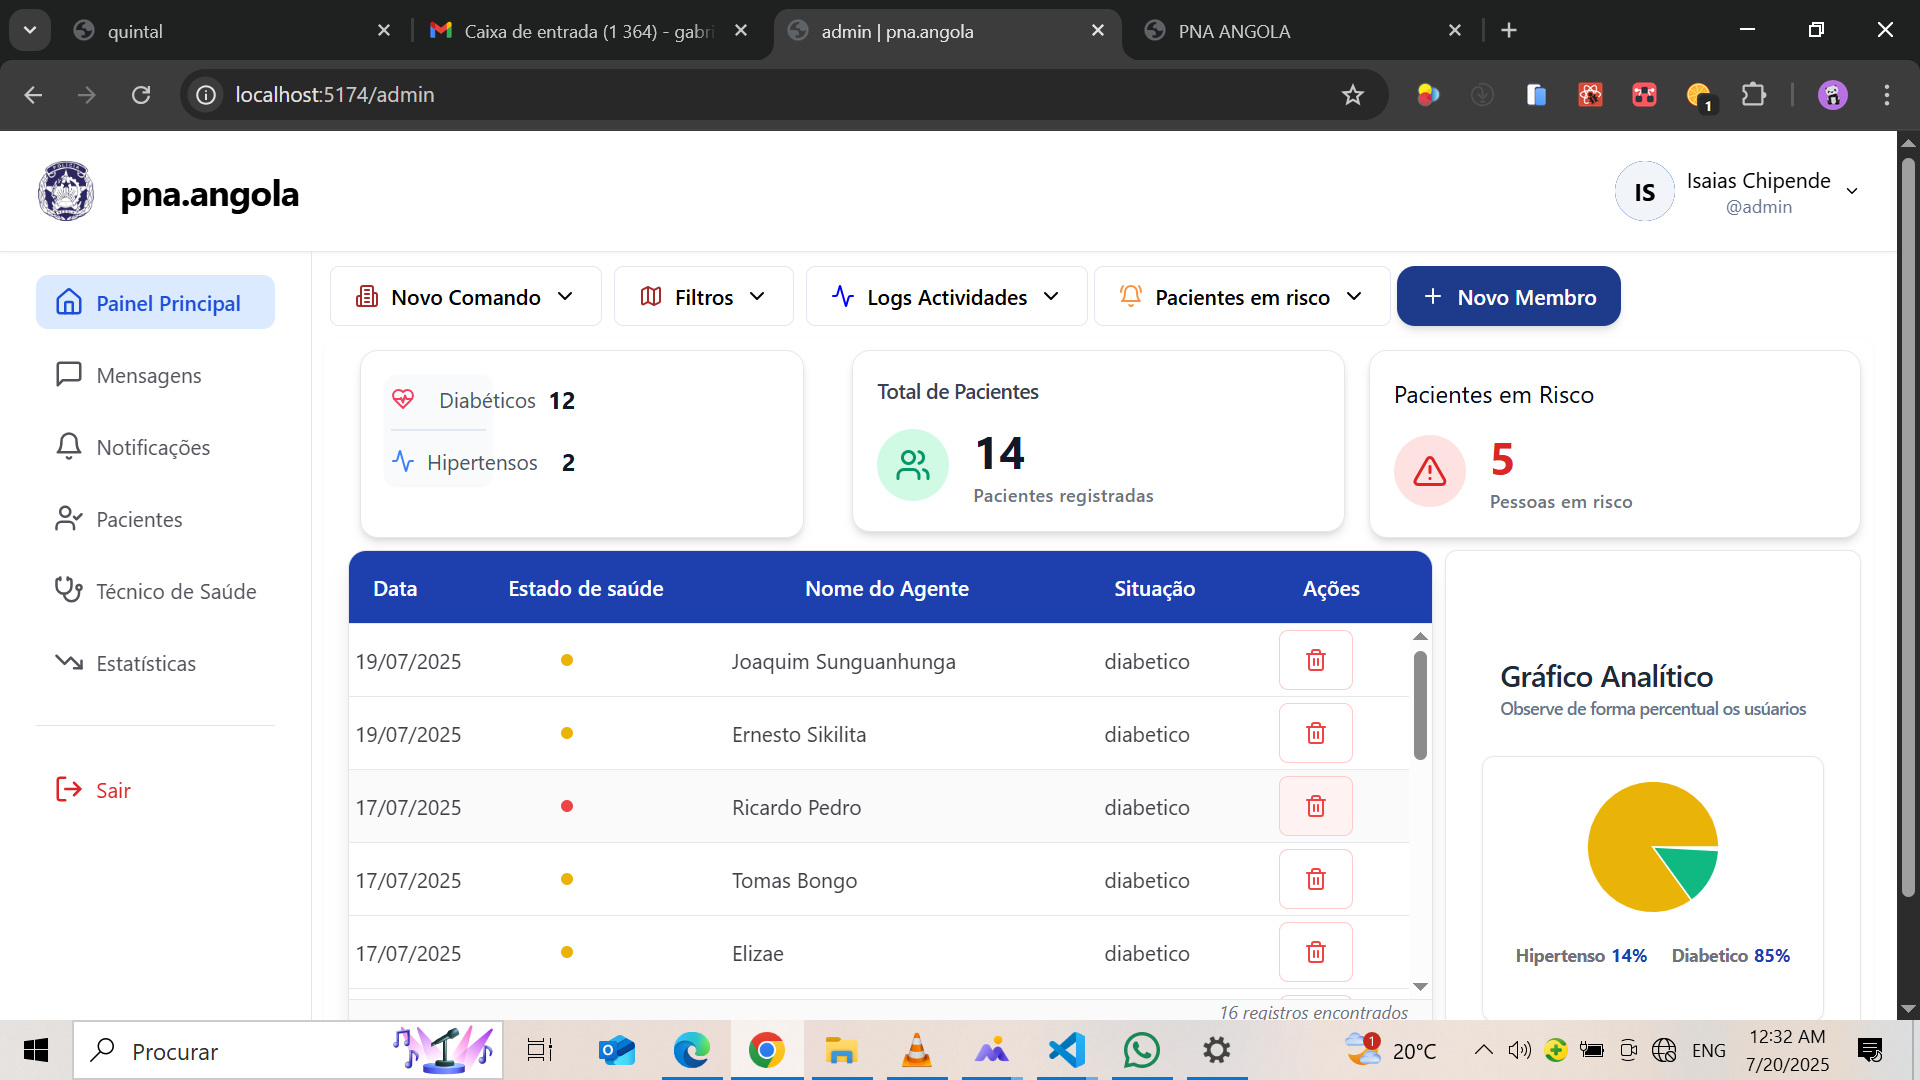 quintal
Caixa de entrada (1 364) - gabri
admin | pna.angola
PNA ANGOLA
localhost:5174/admin
1
pna.angola
IS
Isaias Chipende
@admin
Painel Principal
Mensagens
Notificações
Pacientes
Técnico de Saúde
Estatísticas
Sair
Novo Comando
Filtros
Logs Actividades
Pacientes em risco
+ Novo Membro
Diabéticos 12
Hipertensos 2
Total de Pacientes
14
Pacientes registradas
Pacientes em Risco
5
Pessoas em risco
Data Estado de saúde Nome do Agente Situação Ações
19/07/2025 Joaquim Sunguanhunga diabetico
19/07/2025 Ernesto Sikilita diabetico
17/07/2025 Ricardo Pedro diabetico
17/07/2025 Tomas Bongo diabetico
17/07/2025 Elizae diabetico
16 registros encontrados
Gráfico Analítico
Observe de forma percentual os usúarios
Hipertenso 14% Diabetico 85%
Procurar
1
20°C
ENG
12:32 AM
7/20/2025